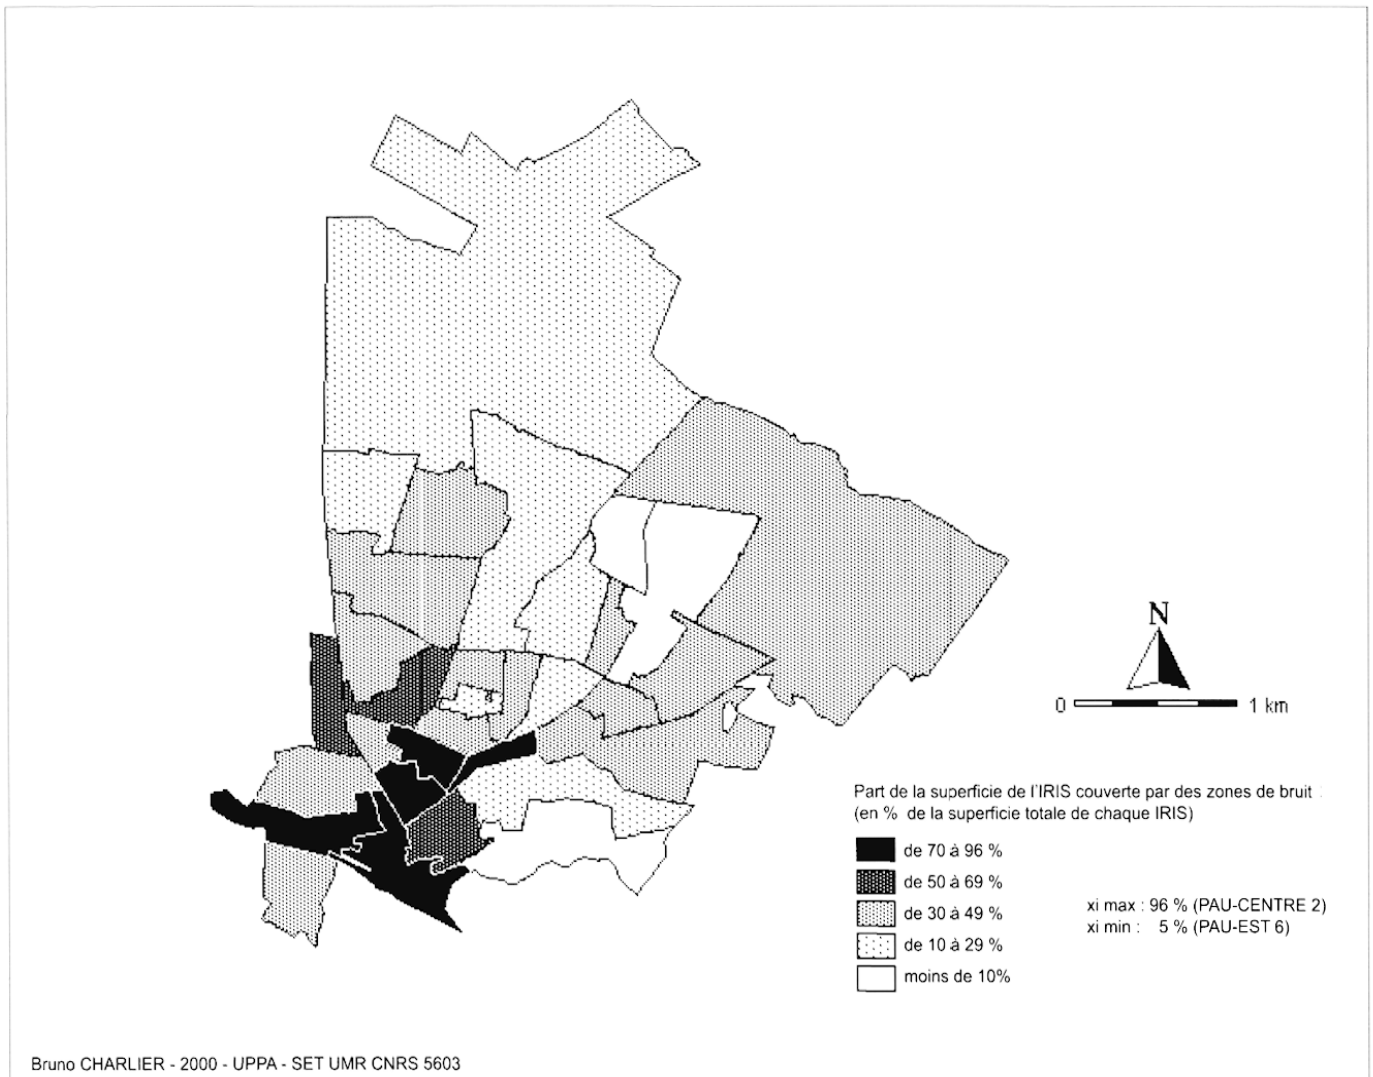 N
0 1 km
Part de la superficie de l'IRIS couverte par des zones de bruit
(en % de la superficie totale de chaque IRIS)
de 70 à 96 %
de 50 à 69 %
de 30 à 49 %
de 10 à 29 %
moins de 10%
xi max : 96 % (PAU-CENTRE 2)
xi min : 5 % (PAU-EST 6)
Bruno CHARLIER - 2000 - UPPA - SET UMR CNRS 5603